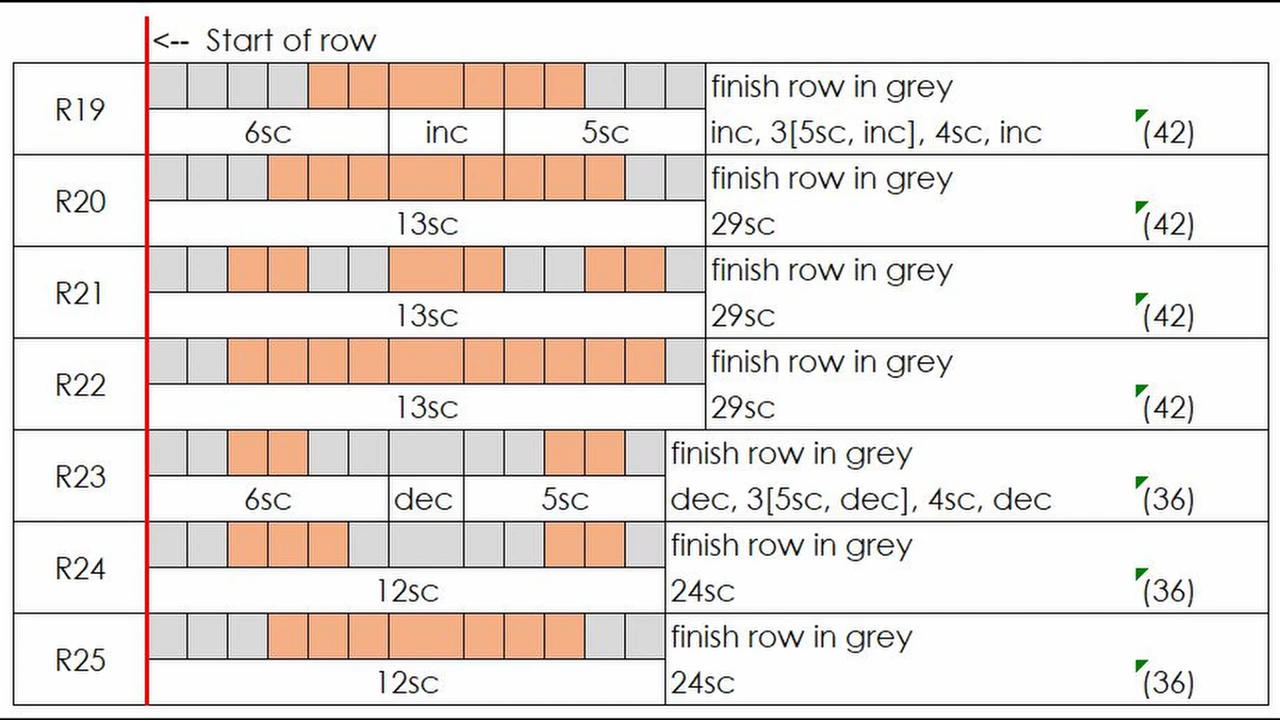 <-- Start of row
R19
finish row in grey
6sc inc 5sc inc, 3[5sc, inc], 4sc, inc (42)
R20
finish row in grey
13sc 29sc (42)
R21
finish row in grey
13sc 29sc (42)
R22
finish row in grey
13sc 29sc (42)
R23
finish row in grey
6sc dec 5sc dec, 3[5sc, dec], 4sc, dec (36)
R24
finish row in grey
12sc 24sc (36)
R25
finish row in grey
12sc 24sc (36)